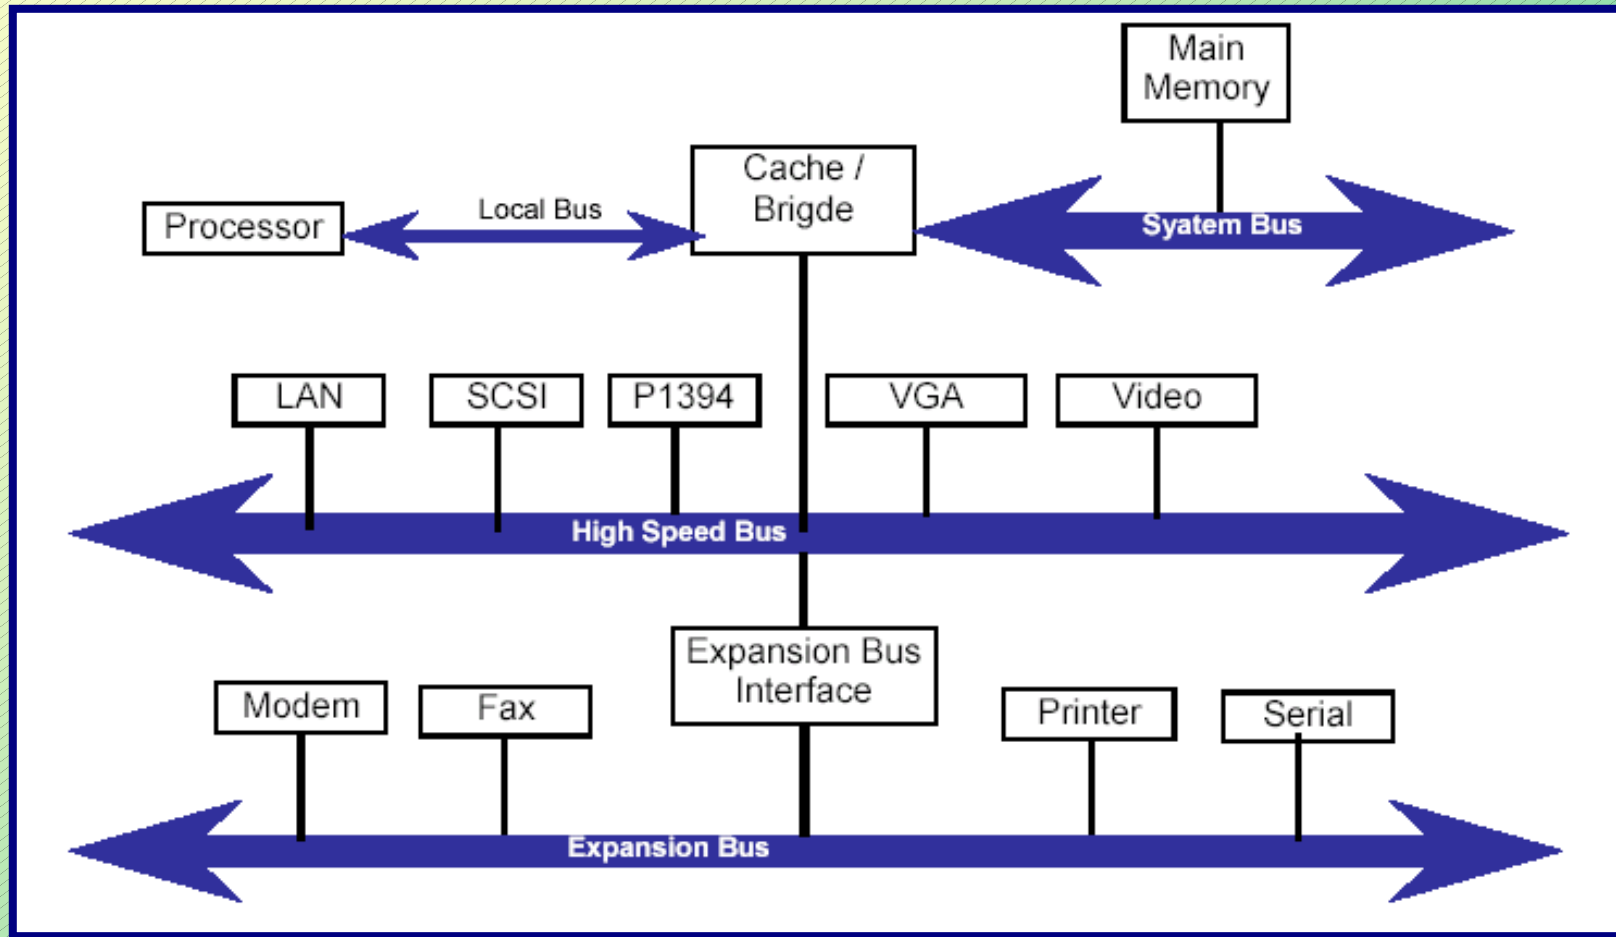 Main
Memory
Cache /
Brigde
Local Bus
Processor
Syatem Bus
LAN
SCSI
P1394
VGA
Video
High Speed Bus
Expansion Bus
Interface
Modem
Fax
Printer
Serial
Expansion Bus